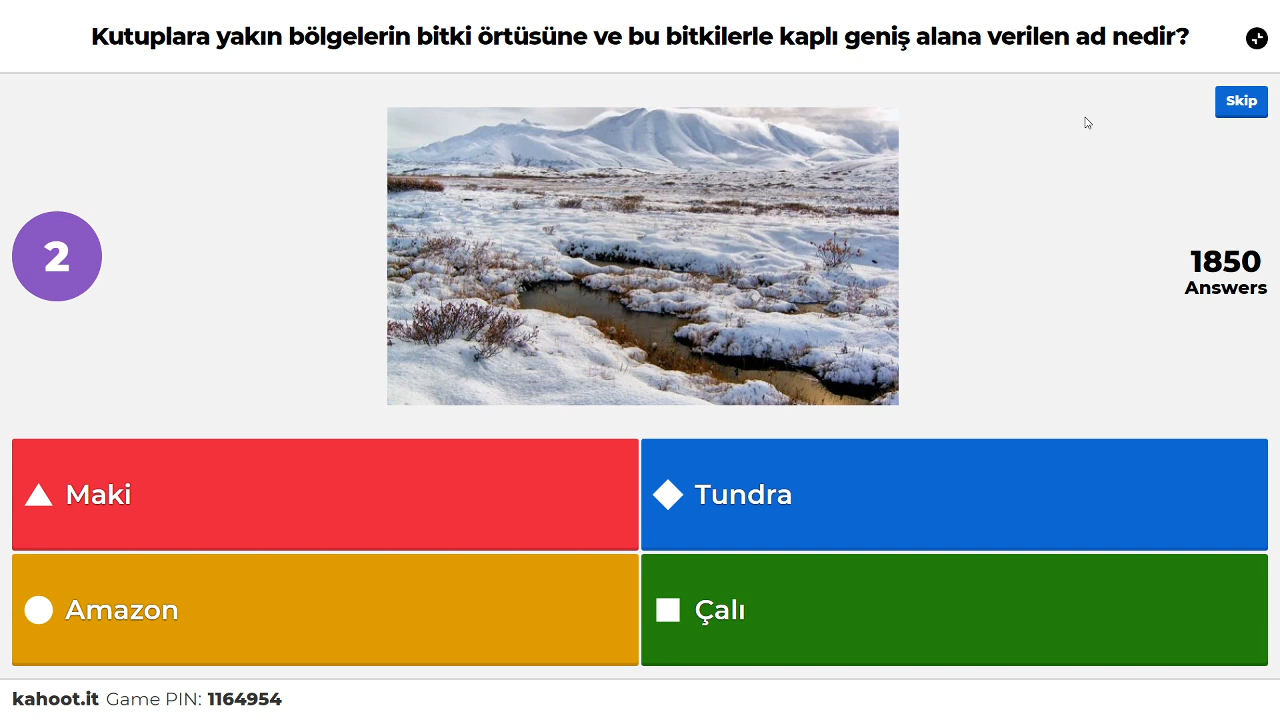 Kutuplara yakın bölgelerin bitki örtüsüne ve bu bitkilerle kaplı geniş alana verilen ad nedir?
Skip
2
1850
Answers
Maki
Tundra
Amazon
Çalı
kahoot.it Game PIN: 1164954